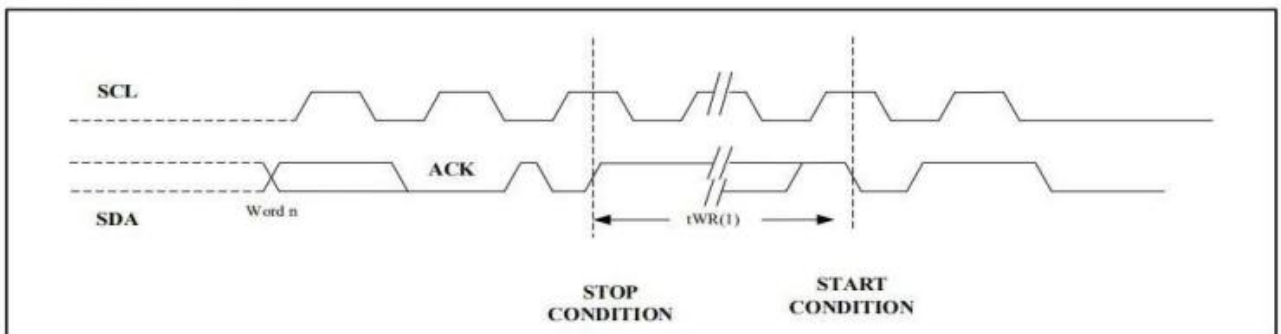 SCL
ACK
Word n
SDA
tWR(1)
STOP
CONDITION
START
CONDITION